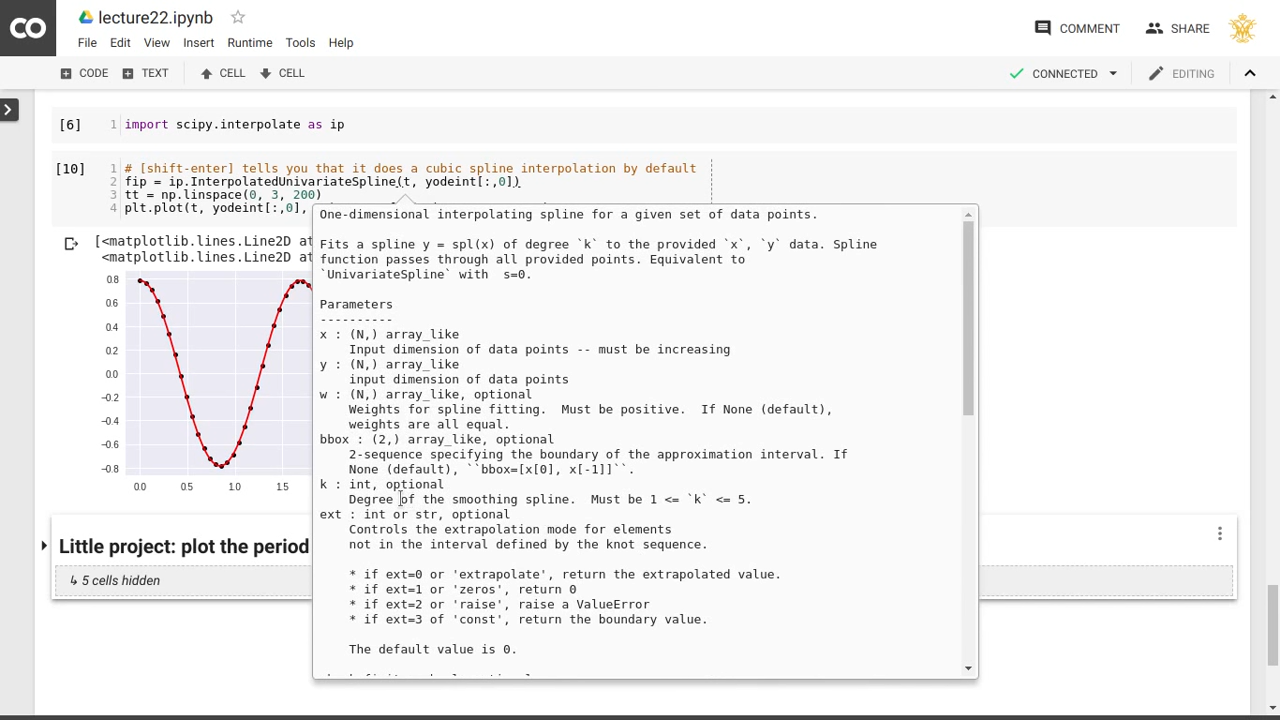 CO
lecture22.ipynb
File Edit View Insert Runtime Tools Help
COMMENT SHARE
CODE TEXT CELL CELL
CONNECTED EDITING
[6] 1 import scipy.interpolate as ip
[10] 1 # [shift-enter] tells you that it does a cubic spline interpolation by default
2 fip = ip.InterpolatedUnivariateSpline(t, yodeint[:,0])
3 tt = np.linspace(0, 3, 200)
4 plt.plot(t, yodeint[:,0],
[<matplotlib.lines.Line2D at
<matplotlib.lines.Line2D at
0.8
0.6
0.4
0.2
0.0
−0.2
−0.4
−0.6
−0.8
0.0 0.5 1.0 1.5
One-dimensional interpolating spline for a given set of data points.
Fits a spline y = spl(x) of degree `k` to the provided `x`, `y` data. Spline
function passes through all provided points. Equivalent to
`UnivariateSpline` with  s=0.
Parameters
----------
x : (N,) array_like
Input dimension of data points -- must be increasing
y : (N,) array_like
input dimension of data points
w : (N,) array_like, optional
Weights for spline fitting.  Must be positive.  If None (default),
weights are all equal.
bbox : (2,) array_like, optional
2-sequence specifying the boundary of the approximation interval. If
None (default), ``bbox=[x[0], x[-1]]``.
k : int, optional
Degree of the smoothing spline.  Must be 1 <= `k` <= 5.
ext : int or str, optional
Controls the extrapolation mode for elements
not in the interval defined by the knot sequence.
* if ext=0 or 'extrapolate', return the extrapolated value.
* if ext=1 or 'zeros', return 0
* if ext=2 or 'raise', raise a ValueError
* if ext=3 of 'const', return the boundary value.
The default value is 0.
Little project: plot the period
5 cells hidden